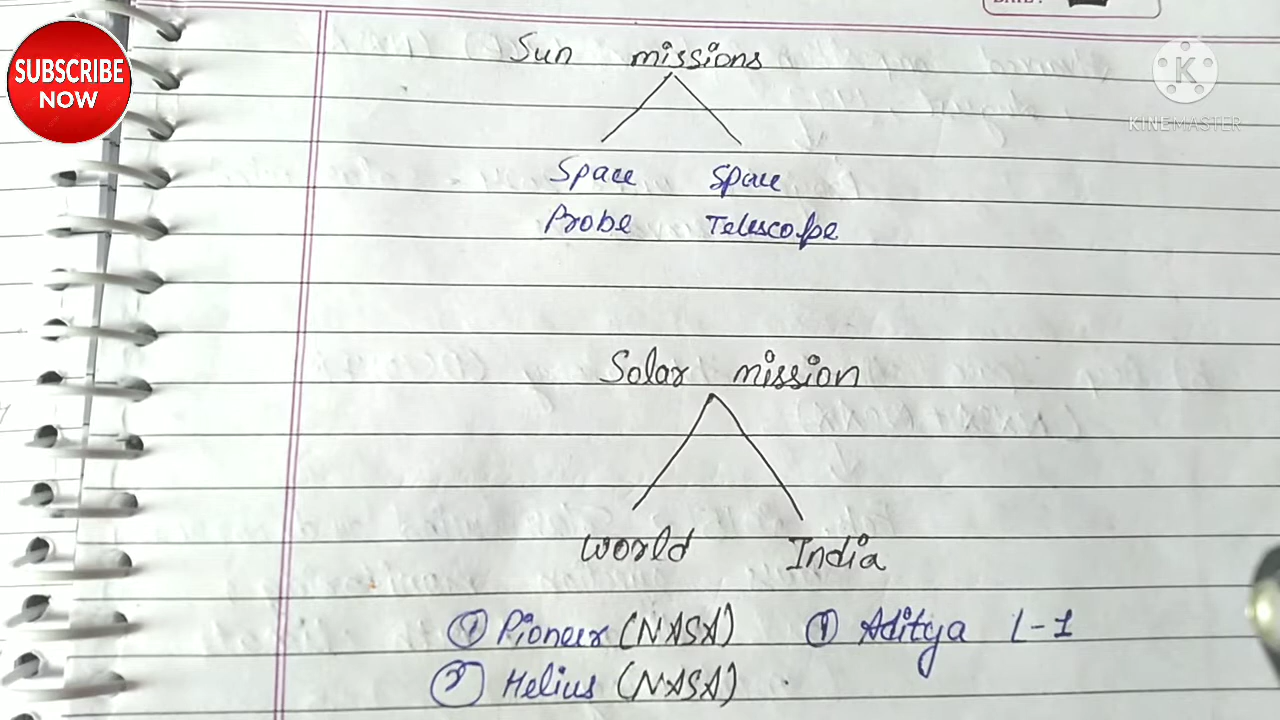 SUBSCRIBE
NOW
KINEMASTER
Sun missions
Space Space
Probe Telescope
Solar mission
World India
① Pioneer (NASA) ① Aditya L-1
② Helius (NASA)